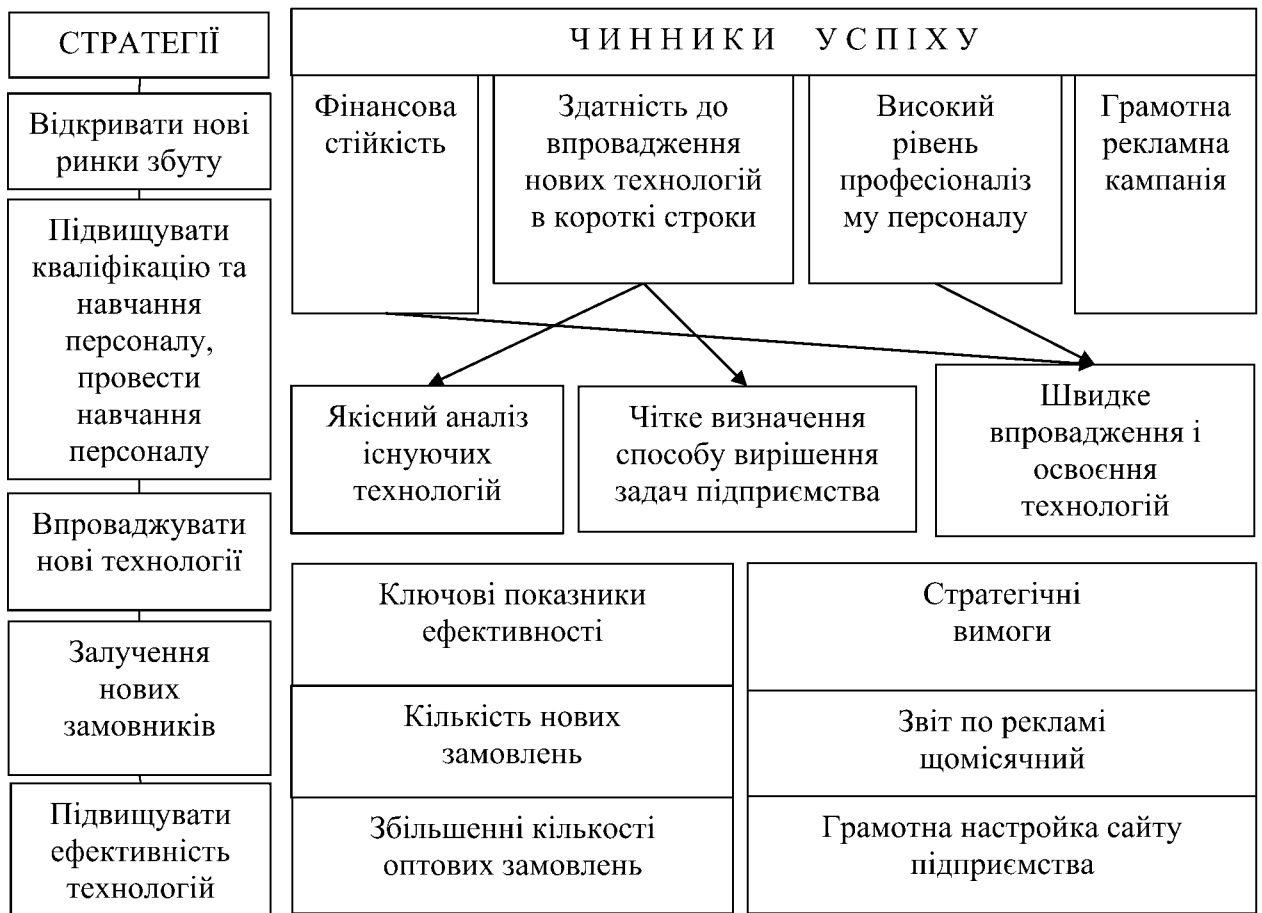 СТРАТЕГІЇ
Відкривати нові
ринки збуту
Підвищувати
кваліфікацію та
навчання
персоналу,
провести
навчання
персоналу
Впроваджувати
нові технології
Залучення
нових
замовників
Підвищувати
ефективність
технологій
ЧИННИКИ УСПІХУ
Фінансова
стійкість
Здатність до
впровадження
нових технологій
в короткі строки
Високий
рівень
професіоналіз
му персоналу
Грамотна
рекламна
кампанія
Якісний аналіз
існуючих
технологій
Чітке визначення
способу вирішення
задач підприємства
Швидке
впровадження і
освоєння
технологій
Ключові показники
ефективності
Стратегічні
вимоги
Кількість нових
замовлень
Звіт по рекламі
щомісячний
Збільшенні кількості
оптових замовлень
Грамотна настройка сайту
підприємства